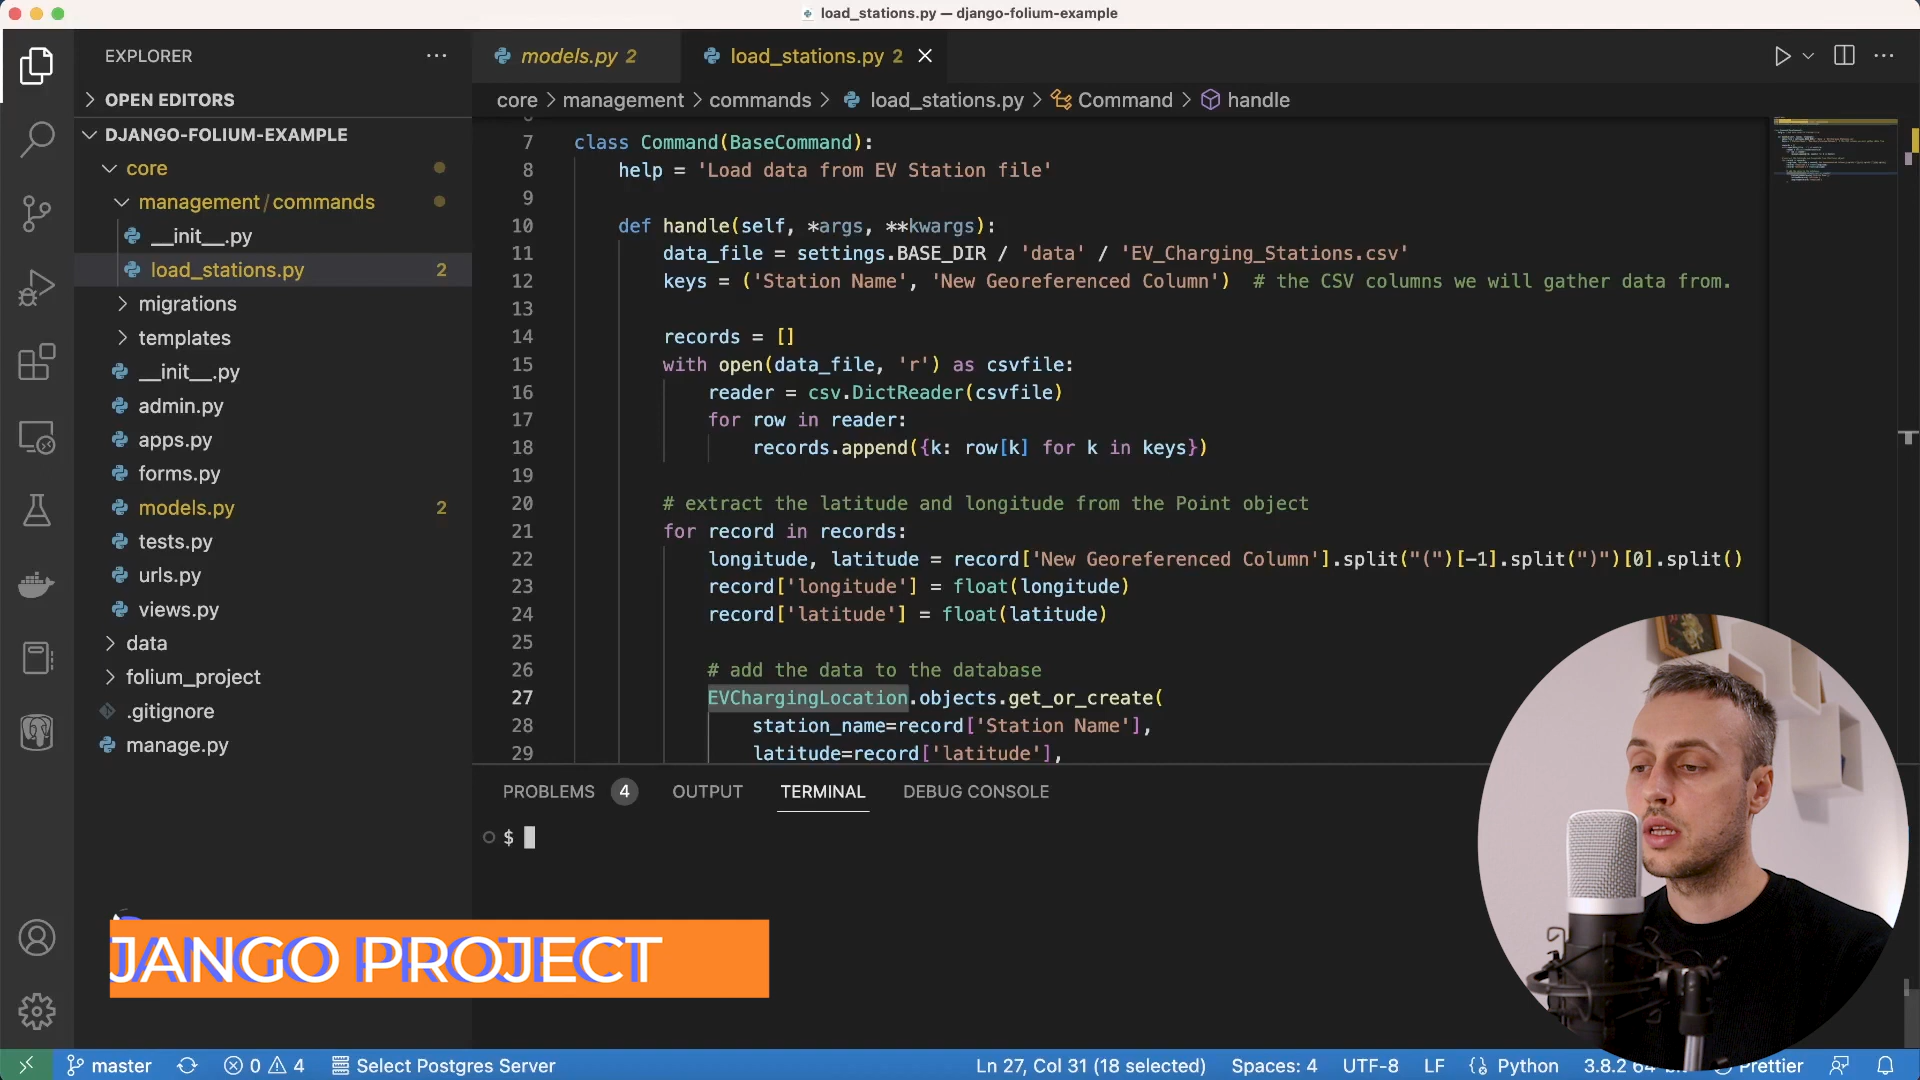 load_stations.py — django-folium-example
EXPLORER
models.py 2
load_stations.py 2
OPEN EDITORS
core > management > commands > load_stations.py > Command > handle
DJANGO-FOLIUM-EXAMPLE
core
management/commands
__init__.py
load_stations.py 2
migrations
templates
__init__.py
admin.py
apps.py
forms.py
models.py 2
tests.py
urls.py
views.py
data
folium_project
.gitignore
manage.py
7 class Command(BaseCommand):
8 help = 'Load data from EV Station file'
9
10 def handle(self, *args, **kwargs):
11 data_file = settings.BASE_DIR / 'data' / 'EV_Charging_Stations.csv'
12 keys = ('Station Name', 'New Georeferenced Column') # the CSV columns we will gather data from.
13
14 records = []
15 with open(data_file, 'r') as csvfile:
16 reader = csv.DictReader(csvfile)
17 for row in reader:
18 records.append({k: row[k] for k in keys})
19
20 # extract the latitude and longitude from the Point object
21 for record in records:
22 longitude, latitude = record['New Georeferenced Column'].split("(")[-1].split(")")[0].split()
23 record['longitude'] = float(longitude)
24 record['latitude'] = float(latitude)
25
26 # add the data to the database
27 EVChargingLocation.objects.get_or_create(
28 station_name=record['Station Name'],
29 latitude=record['latitude'],
PROBLEMS 4 OUTPUT TERMINAL DEBUG CONSOLE
$
JANGO PROJECT
master 0 4 Select Postgres Server Ln 27, Col 31 (18 selected) Spaces: 4 UTF-8 LF {} Python 3.8.2 Prettier